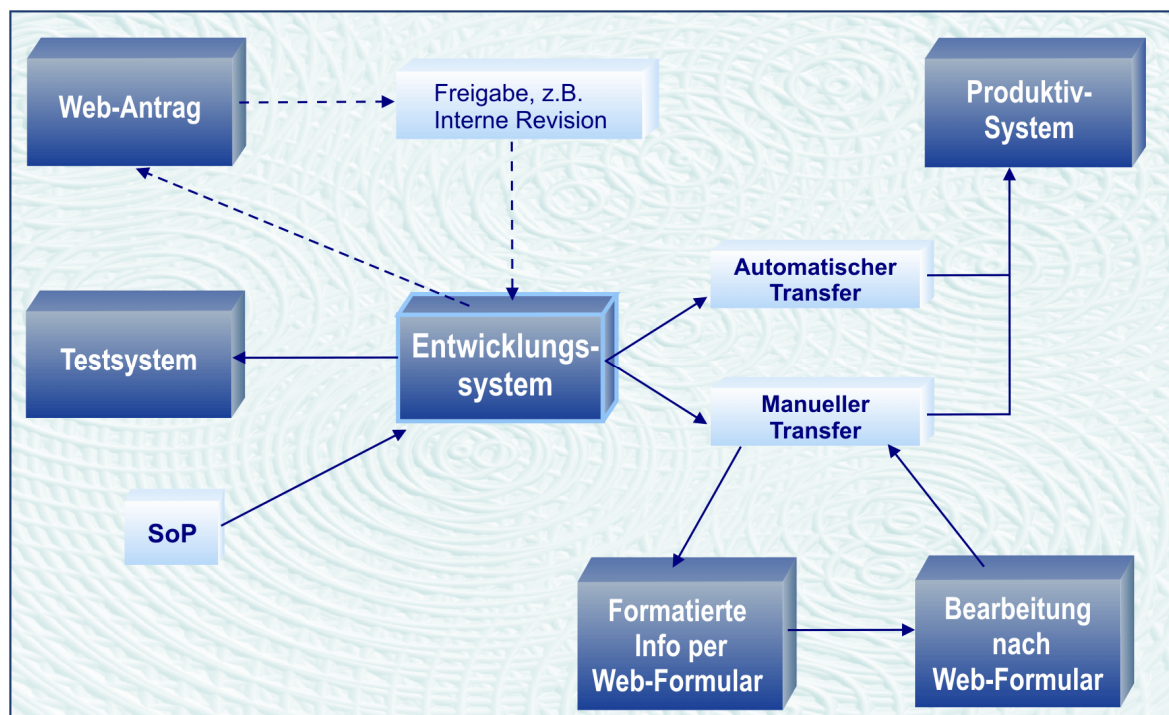 Web-Antrag
Freigabe, z.B.
Interne Revision
Produktiv-
System
Automatischer
Transfer
Testsystem
Entwicklungs-
system
Manueller
Transfer
SoP
Formatierte
Info per
Web-Formular
Bearbeitung
nach
Web-Formular